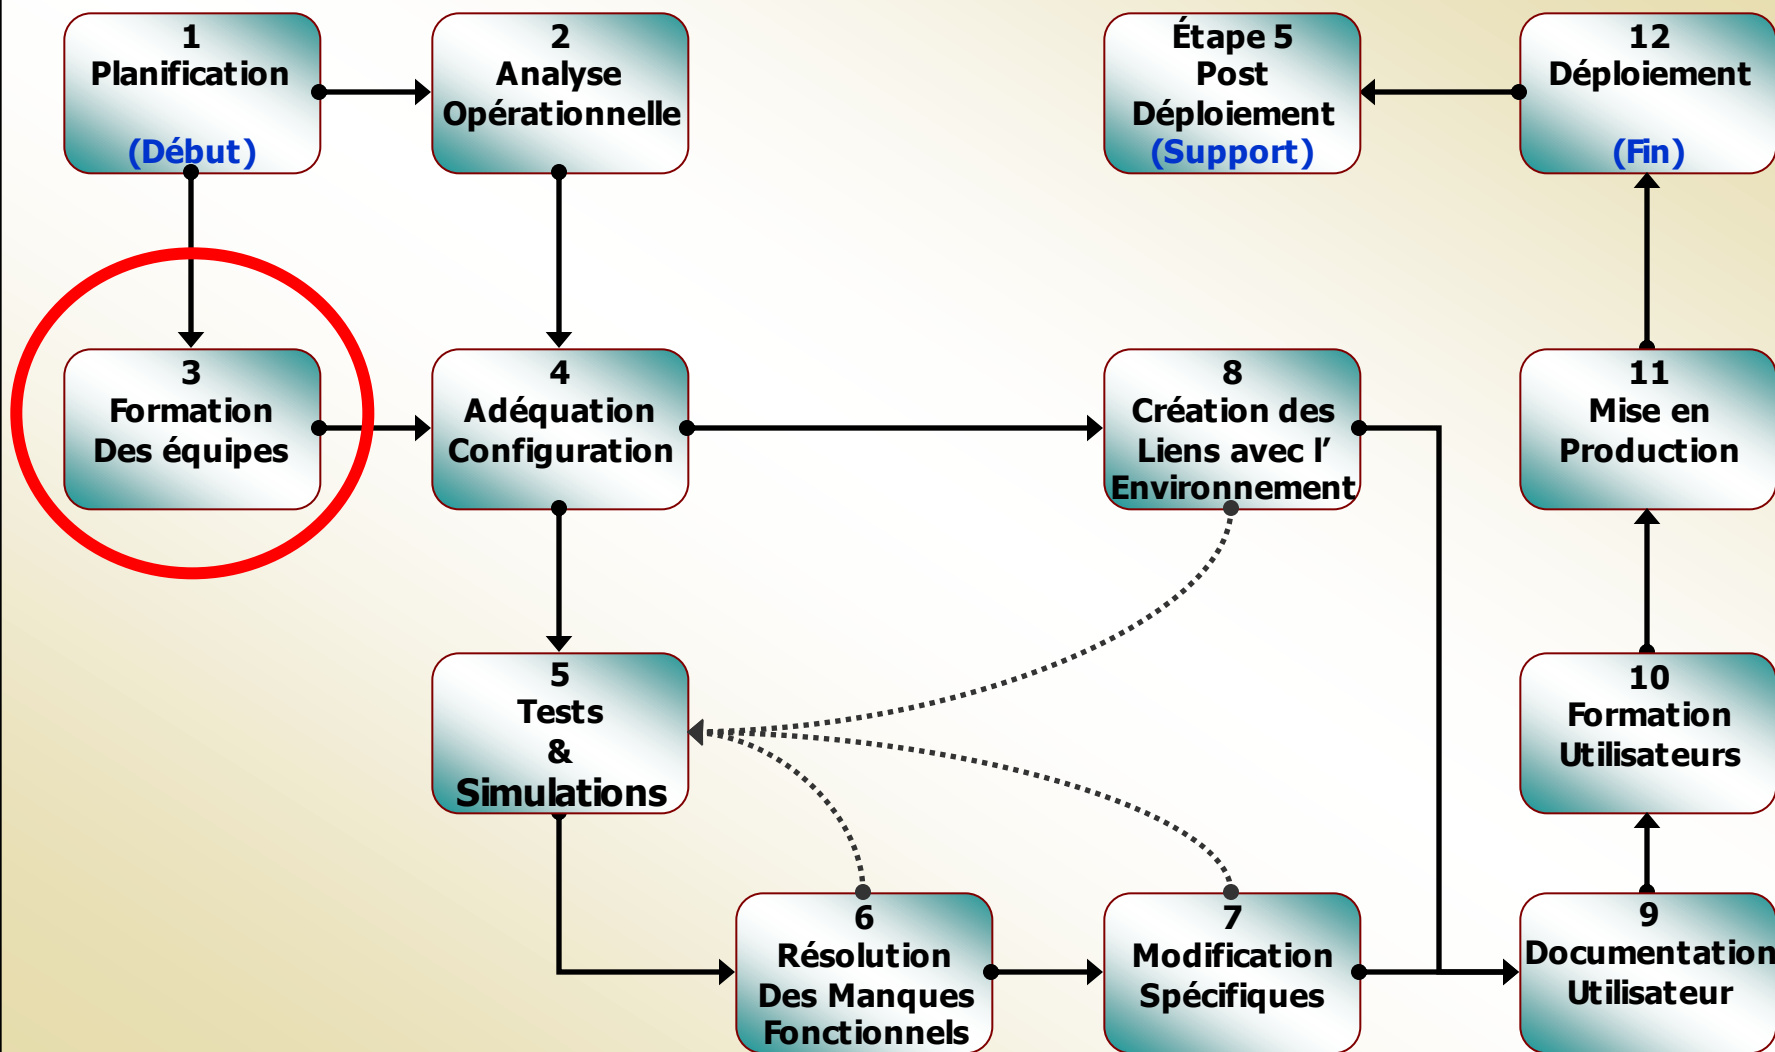 1
Planification
(Début)
2
Analyse
Opérationnelle
Étape 5
Post
Déploiement
(Support)
12
Déploiement
(Fin)
3
Formation
Des équipes
4
Adéquation
Configuration
8
Création des
Liens avec l’
Environnement
11
Mise en
Production
5
Tests
&
Simulations
10
Formation
Utilisateurs
6
Résolution
Des Manques
Fonctionnels
7
Modification
Spécifiques
9
Documentation
Utilisateur